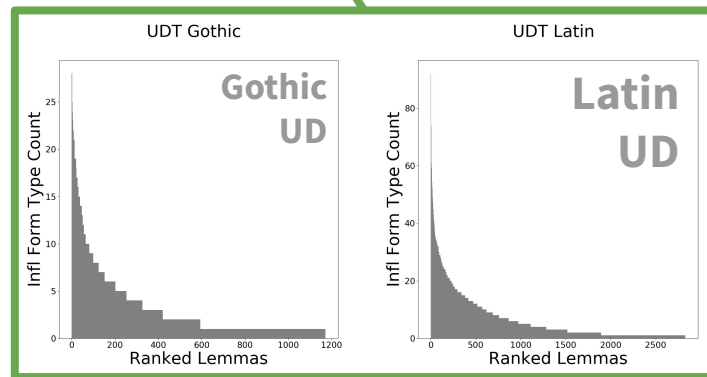 UDT Gothic
Gothic
UD
Infl Form Type Count
25
20
15
10
5
0
0 200 400 600 800 1000 1200
Ranked Lemmas
UDT Latin
Latin
UD
Infl Form Type Count
80
60
40
20
0
0 500 1000 1500 2000 2500
Ranked Lemmas